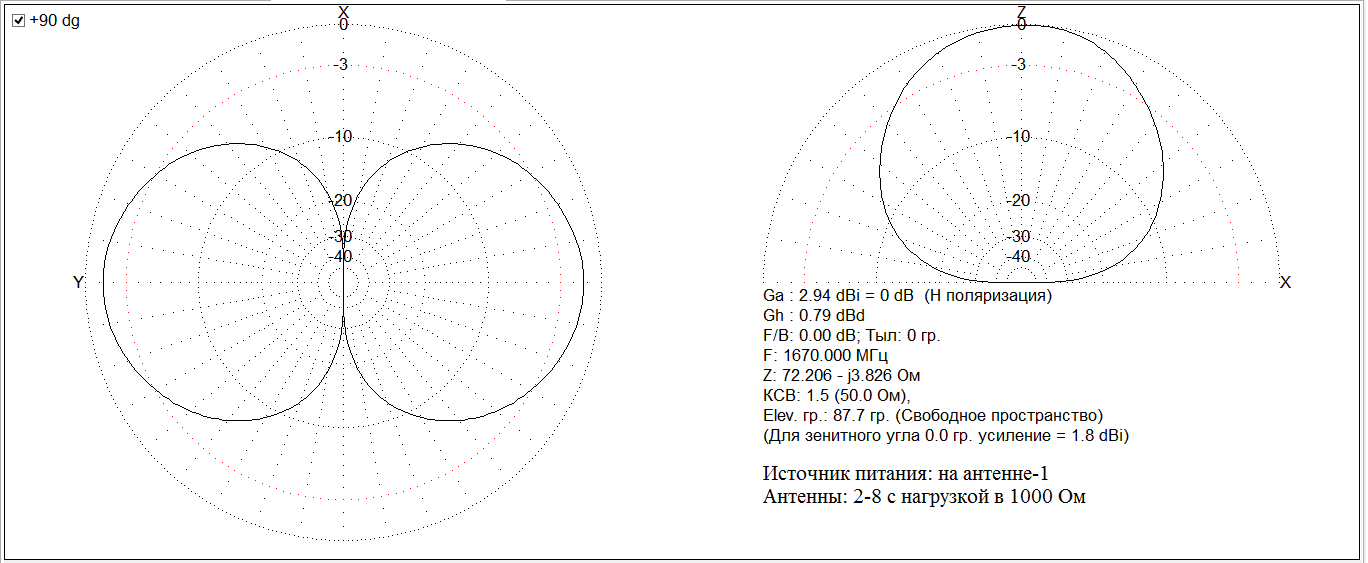 +90 dg
X
0
-3
-10
-20
-30
-40
Y
Z
0
-3
-10
-20
-30
-40
X
Ga : 2.94 dBi = 0 dB (Н поляризация)
Gh : 0.79 dBd
F/B: 0.00 dB; Тыл: 0 гр.
F: 1670.000 МГц
Z: 72.206 - j3.826 Ом
КСВ: 1.5 (50.0 Ом),
Elev. гр.: 87.7 гр. (Свободное пространство)
(Для зенитного угла 0.0 гр. усиление = 1.8 dBi)
Источник питания: на антенне-1
Антенны: 2-8 с нагрузкой в 1000 Ом